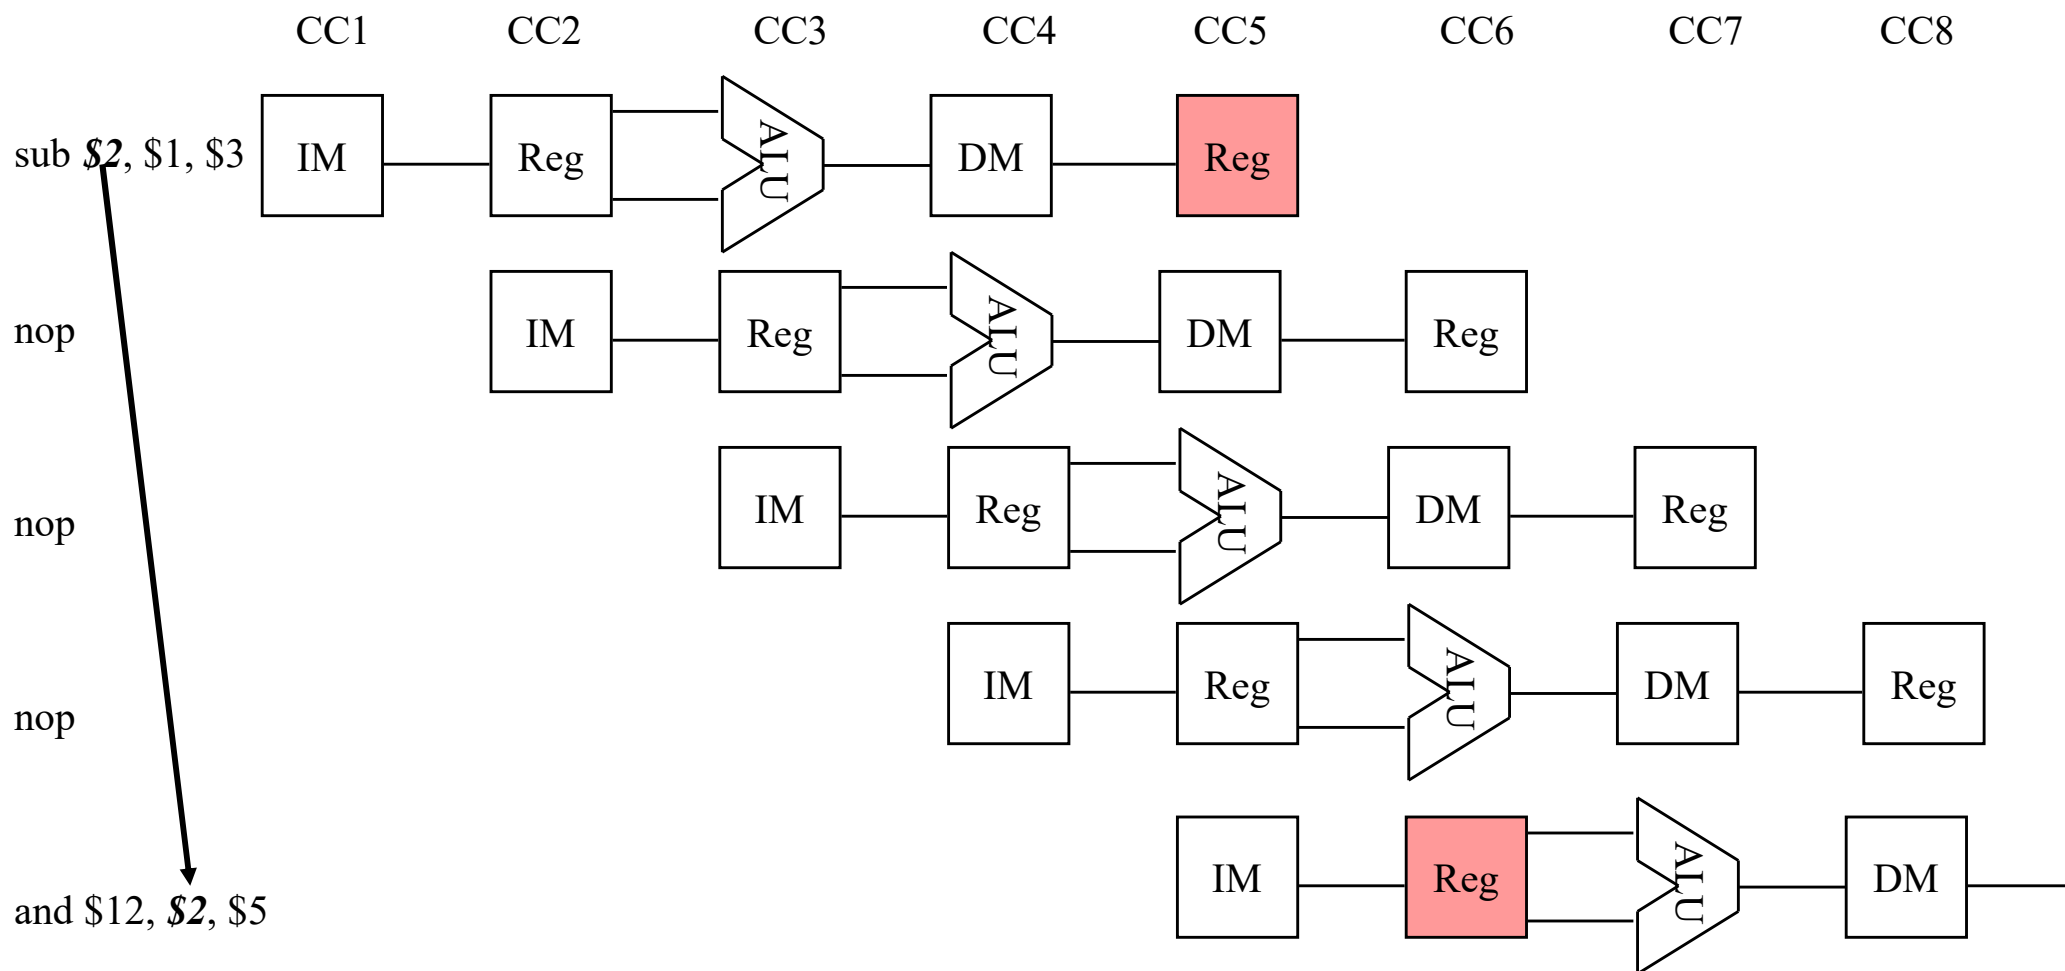 CC1 CC2 CC3 CC4 CC5 CC6 CC7 CC8
sub $2, $1, $3 IM Reg ALU DM Reg
nop IM Reg ALU DM Reg
nop IM Reg ALU DM Reg
nop IM Reg ALU DM Reg
and $12, $2, $5 IM Reg ALU DM